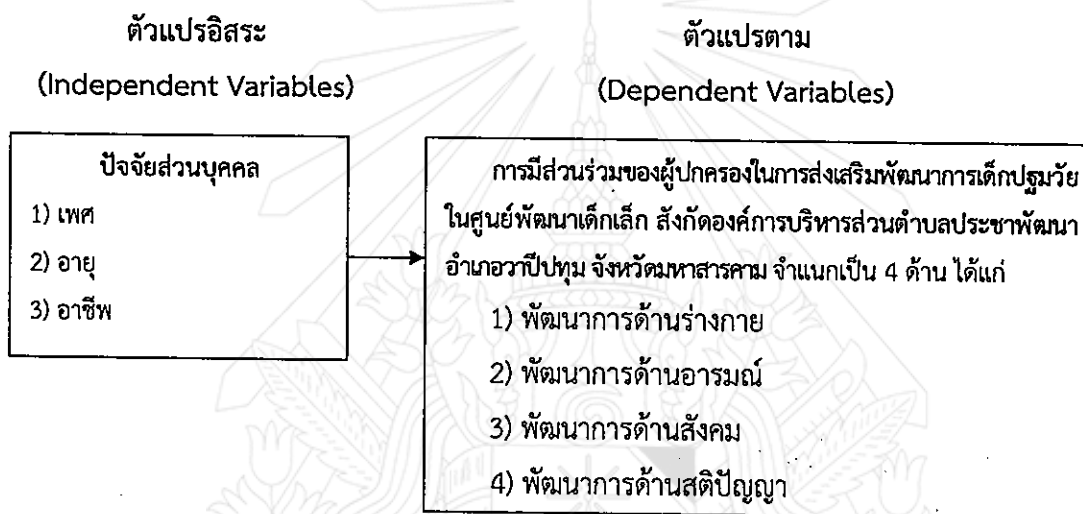 ตัวแปรอิสระ
(Independent Variables)
ปัจจัยส่วนบุคคล
1) เพศ
2) อายุ
3) อาชีพ
ตัวแปรตาม
(Dependent Variables)
การมีส่วนร่วมของผู้ปกครองในการส่งเสริมพัฒนาการเด็กปฐมวัย
ในศูนย์พัฒนาเด็กเล็ก สังกัดองค์การบริหารส่วนตำบลประชาพัฒนา
อำเภอวาปีปทุม จังหวัดมหาสารคาม จำแนกเป็น 4 ด้าน ได้แก่
1) พัฒนาการด้านร่างกาย
2) พัฒนาการด้านอารมณ์
3) พัฒนาการด้านสังคม
4) พัฒนาการด้านสติปัญญา